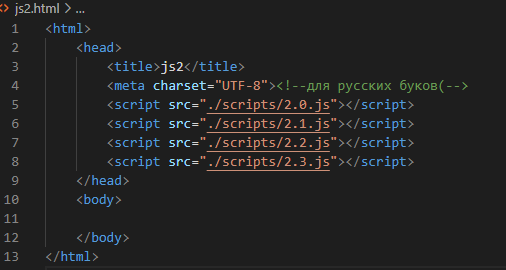 js2.html > ...
1 <html>
2 <head>
3 <title>js2</title>
4 <meta charset="UTF-8"><!--для русских буков(-->
5 <script src="./scripts/2.0.js"></script>
6 <script src="./scripts/2.1.js"></script>
7 <script src="./scripts/2.2.js"></script>
8 <script src="./scripts/2.3.js"></script>
9 </head>
10 <body>
11
12 </body>
13 </html>